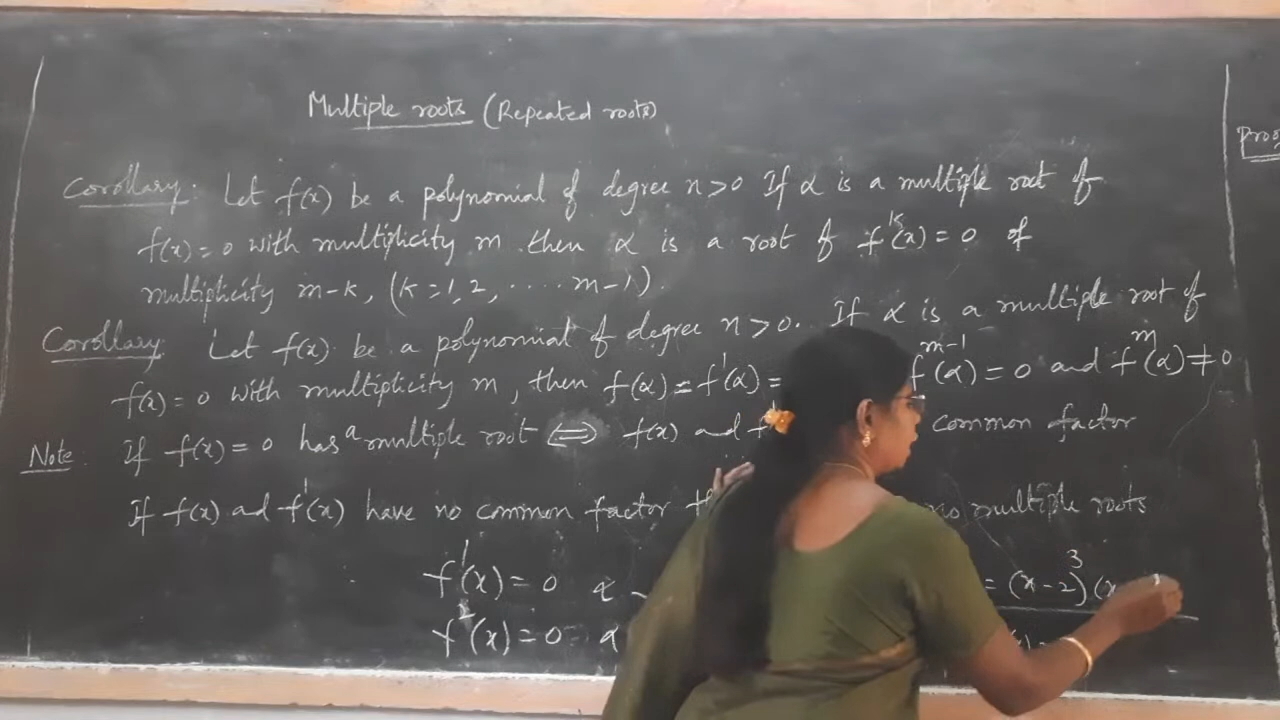 Multiple roots (Repeated roots)
Proo
Corollary: Let f(x) be a polynomial of degree n>0 If α is a multiple root of
f(x)=0 with multiplicity m then α is a root of f^k(x)=0 of
multiplicity m-k, (k=1,2,.....m-1).
Corollary: Let f(x) be a polynomial of degree n>0. If α is a multiple root of
f(x)=0 with multiplicity m, then f(α)=f'(α)= f^{m-1}(α)=0 and f^m(α)≠0
Note: If f(x)=0 has a multiple root ⟺ f(x) and f common factor
If f(x) ad f'(x) have no common factor no multiple roots
f'(x)=0 α = (x-2)^3 (x
f^2(x)=0 α